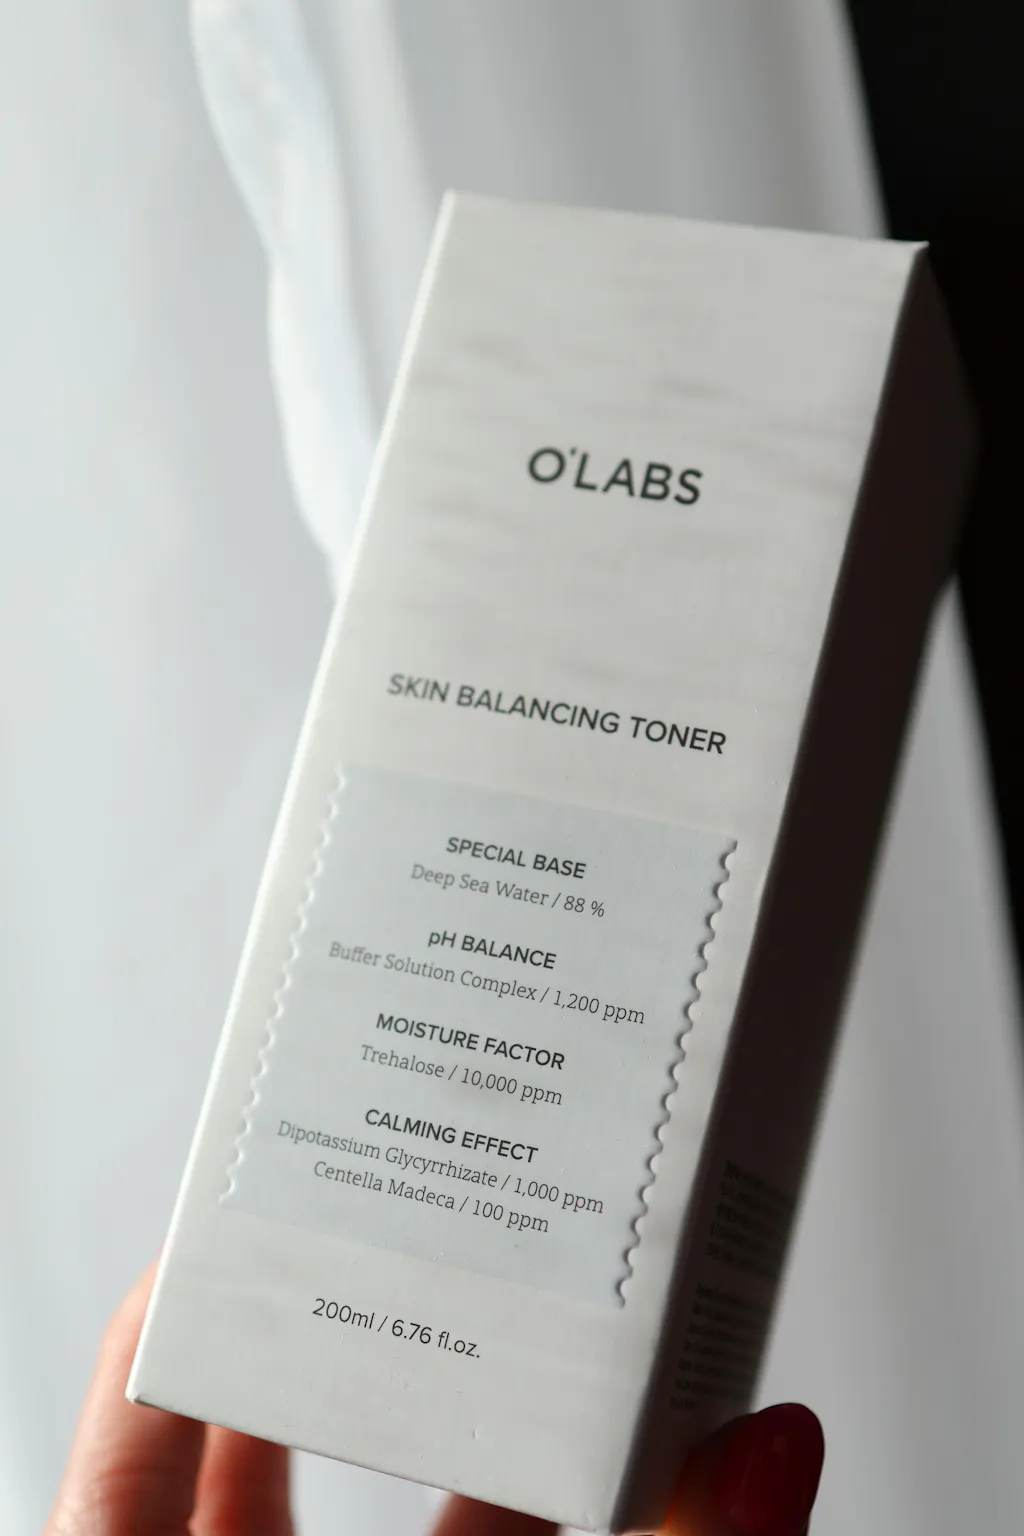 O'LABS
SKIN BALANCING TONER
SPECIAL BASE
Deep Sea Water / 88 %
pH BALANCE
Buffer Solution Complex / 1,200 ppm
MOISTURE FACTOR
Trehalose / 10,000 ppm
CALMING EFFECT
Dipotassium Glycyrrhizate / 1,000 ppm
Centella Madeca / 100 ppm
200ml / 6.76 fl.oz.